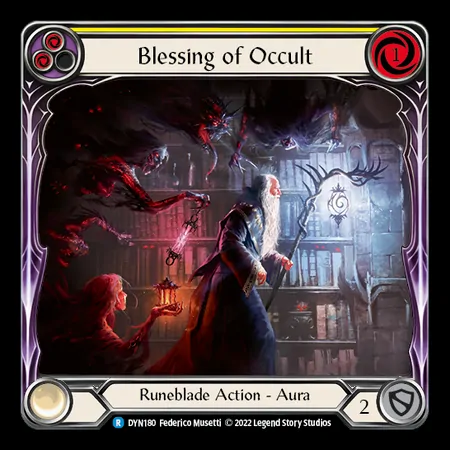 Blessing of Occult
1
Runeblade Action - Aura
2
R DYN180 Federico Musetti © 2022 Legend Story Studios